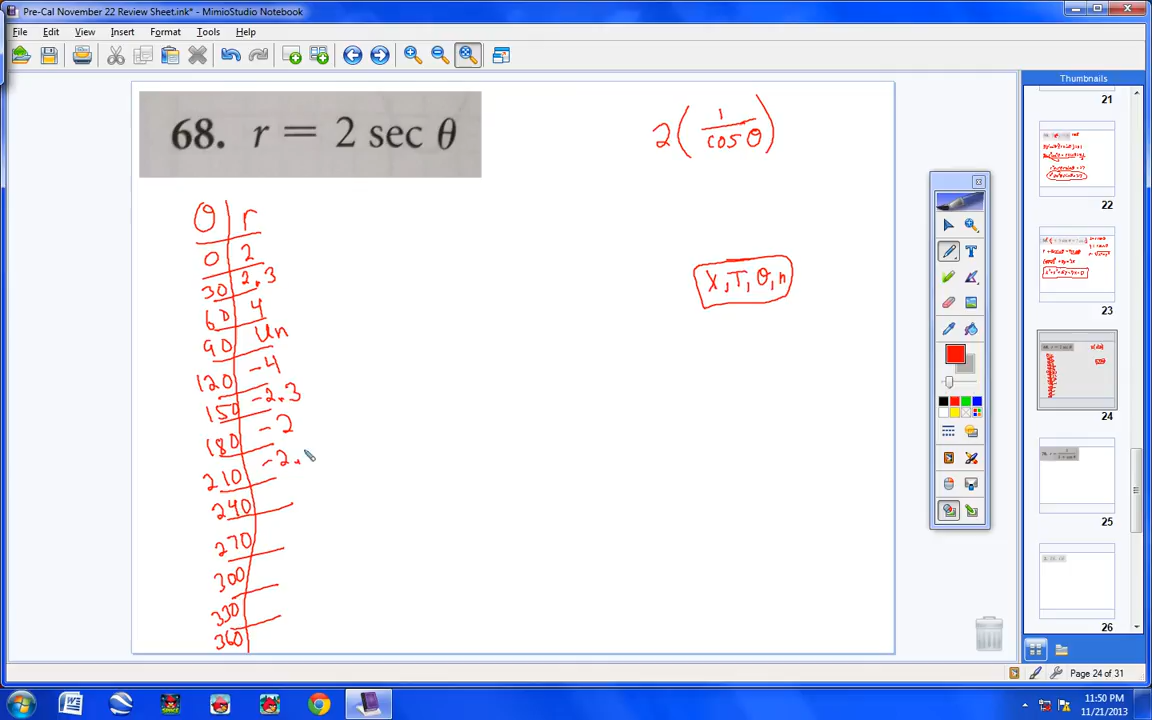 Pre-Cal November 22 Review Sheet.ink* - MimioStudio Notebook
File Edit View Insert Format Tools Help
Thumbnails
68. r = 2 sec θ
2(1/cos θ)
X,T,θ,n
θ r
0 2
30 2.3
60 4
90 Un
120 -4
150 -2.3
180 -2
210 -2.
240
270
300
330
360
T
21
22
23
24
25
26
Page 24 of 31
11:50 PM
11/21/2013